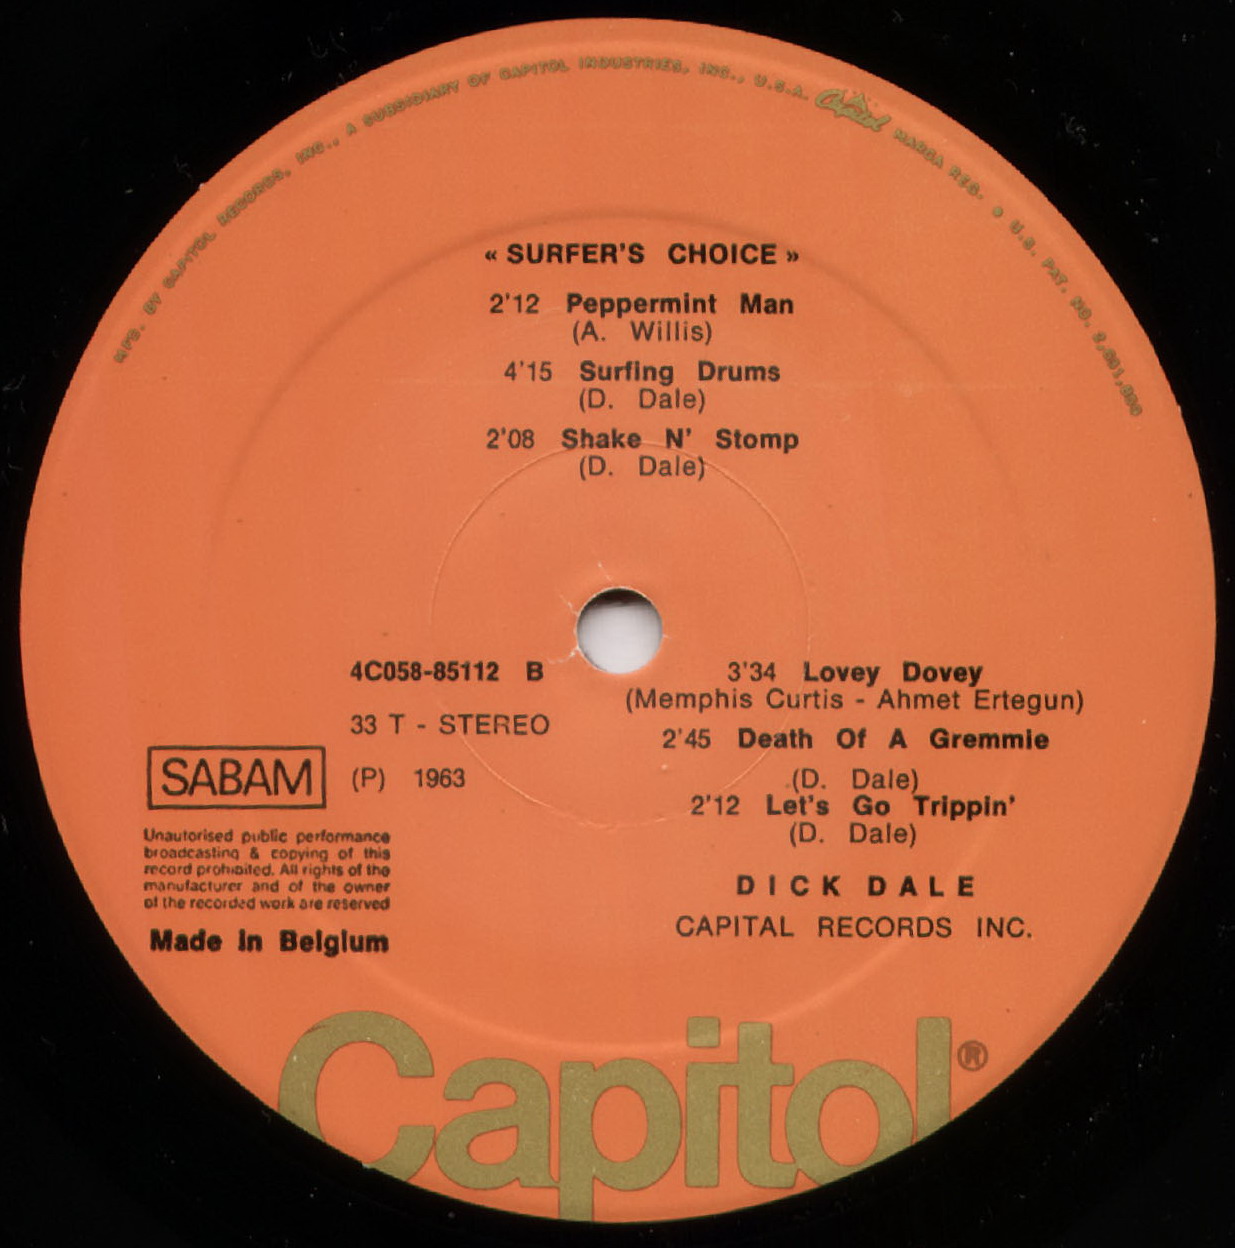 MFD. BY CAPITOL RECORDS, INC., A SUBSIDIARY OF CAPITOL INDUSTRIES, INC., U.S.A. Capitol MARCA REG. • U.S. PAT. NO. 2,631,859
« SURFER'S CHOICE »
2'12 Peppermint Man
(A. Willis)
4'15 Surfing Drums
(D. Dale)
2'08 Shake N' Stomp
(D. Dale)
4C058-85112 B
33 T - STEREO
(P) 1963
SABAM
Unautorised public performance
broadcasting & copying of this
record prohibited. All rights of the
manufacturer and of the owner
of the recorded work are reserved
Made in Belgium
3'34 Lovey Dovey
(Memphis Curtis - Ahmet Ertegun)
2'45 Death Of A Gremmie
(D. Dale)
2'12 Let's Go Trippin'
(D. Dale)
DICK DALE
CAPITAL RECORDS INC.
Capitol®